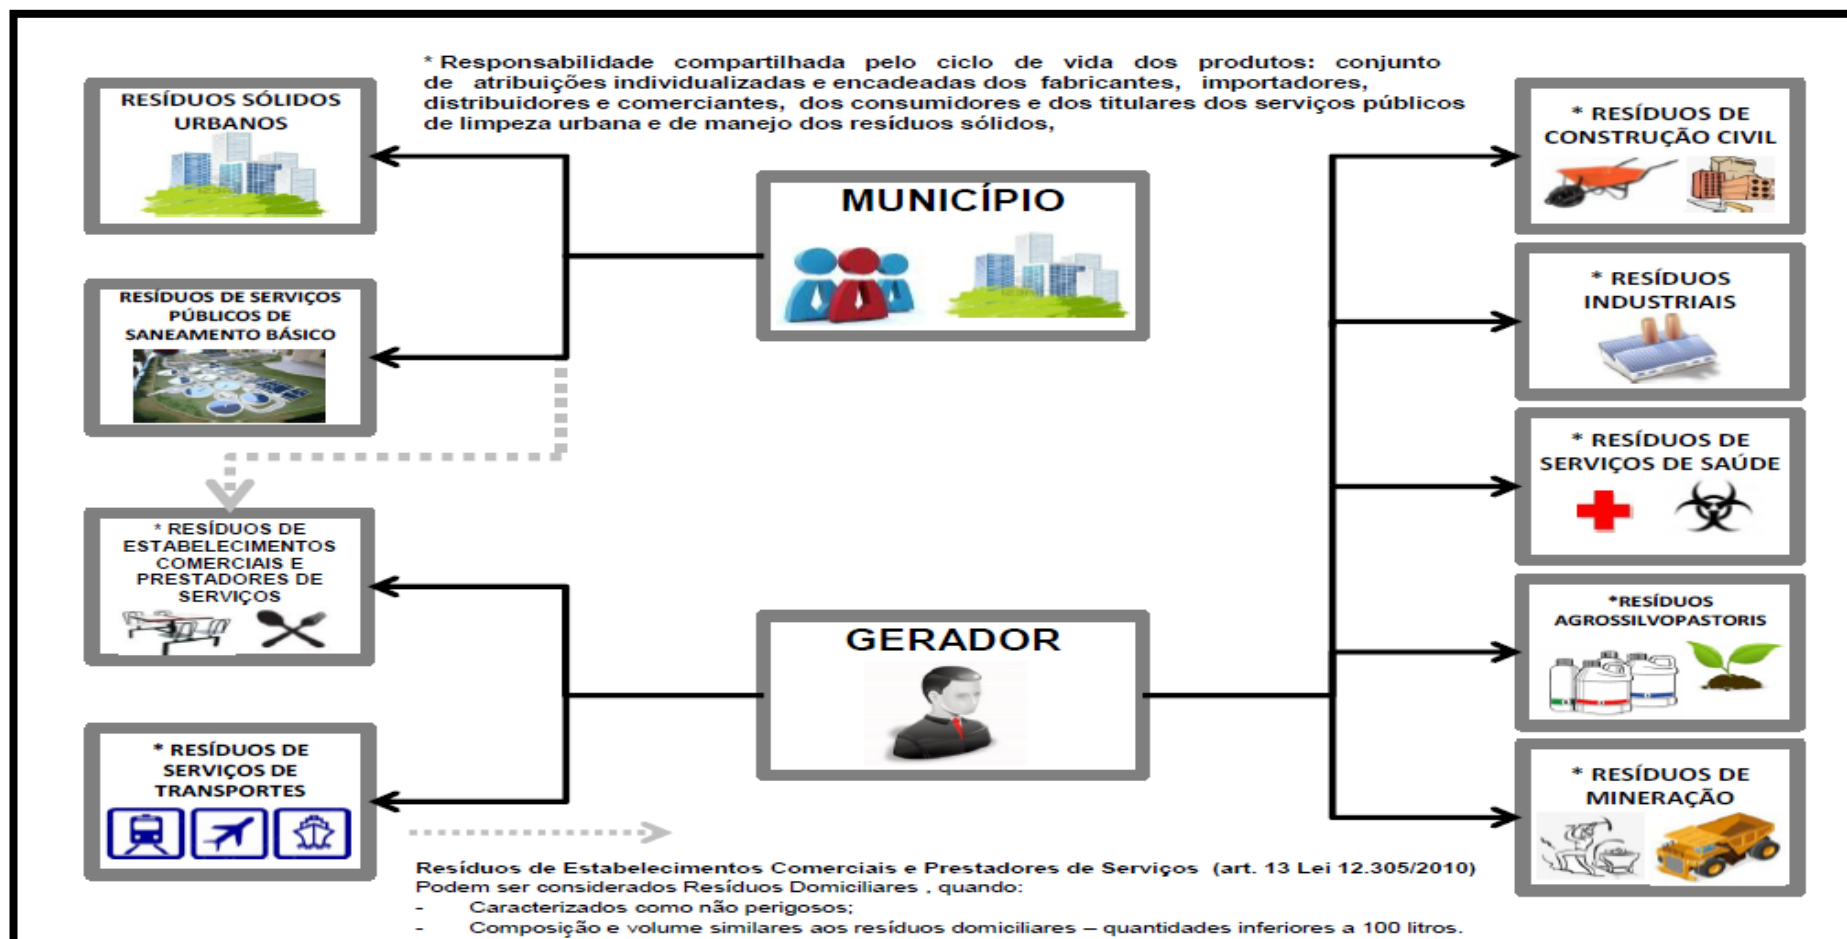 * Responsabilidade compartilhada pelo ciclo de vida dos produtos: conjunto
de atribuições individualizadas e encadeadas dos fabricantes, importadores,
distribuidores e comerciantes, dos consumidores e dos titulares dos serviços públicos
de limpeza urbana e de manejo dos resíduos sólidos,
RESÍDUOS SÓLIDOS
URBANOS
RESÍDUOS DE SERVIÇOS
PÚBLICOS DE
SANEAMENTO BÁSICO
MUNICÍPIO
* RESÍDUOS DE
ESTABELECIMENTOS
COMERCIAIS E
PRESTADORES DE
SERVIÇOS
* RESÍDUOS DE
SERVIÇOS DE
TRANSPORTES
GERADOR
* RESÍDUOS DE
CONSTRUÇÃO CIVIL
* RESÍDUOS
INDUSTRIAIS
* RESÍDUOS DE
SERVIÇOS DE SAÚDE
*RESÍDUOS
AGROSSILVOPASTORIS
* RESÍDUOS DE
MINERAÇÃO
Resíduos de Estabelecimentos Comerciais e Prestadores de Serviços (art. 13 Lei 12.305/2010)
Podem ser considerados Resíduos Domiciliares , quando:
- Caracterizados como não perigosos;
- Composição e volume similares aos resíduos domiciliares – quantidades inferiores a 100 litros.